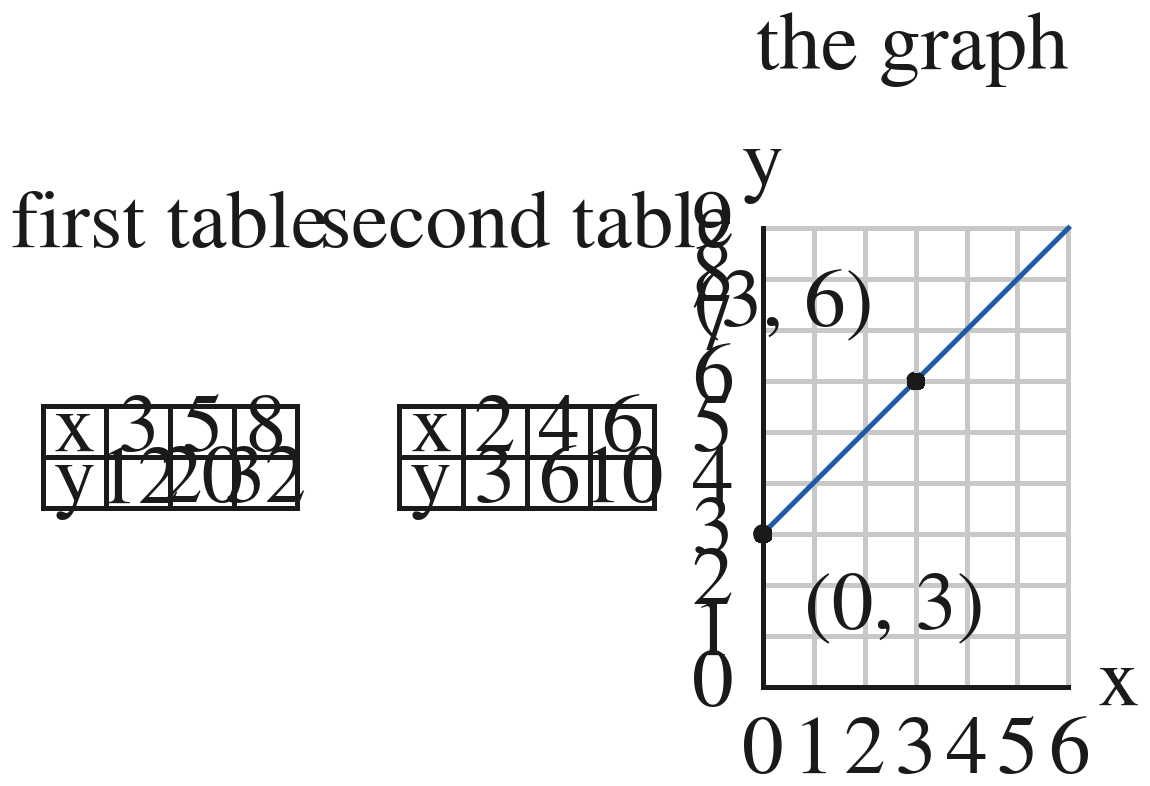 the graph
first table
second table
x 3 5 8
y 12 20 32
x 2 4 6
y 3 6 10
y
9
8
7
6
5
4
3
2
1
0
(3, 6)
(0, 3)
x
0 1 2 3 4 5 6